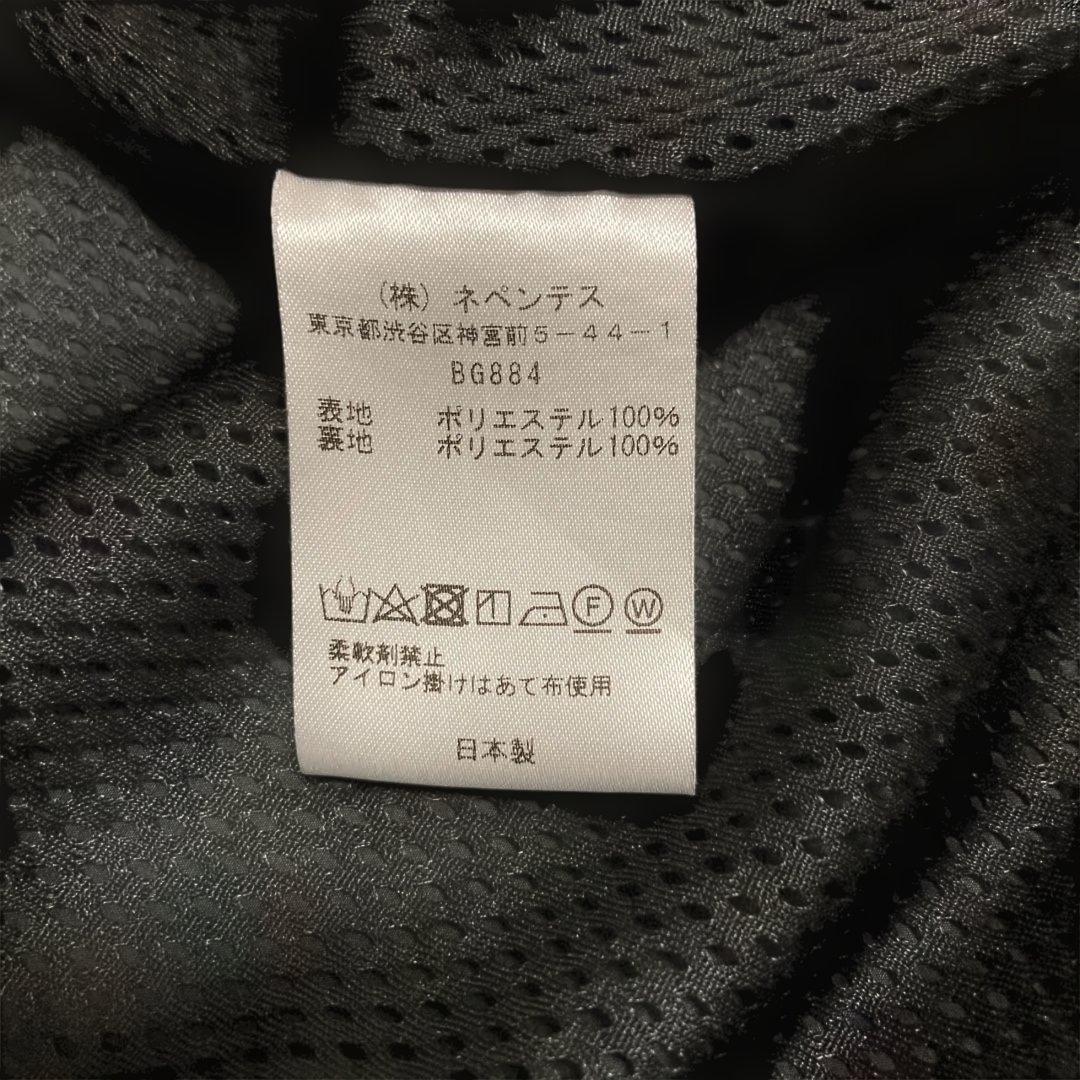 (株) ネペンテス
東京都渋谷区神宮前5-44-1
BG884
表地 ポリエステル100%
裏地 ポリエステル100%
F W
柔軟剤禁止
アイロン掛けはあて布使用
日本製